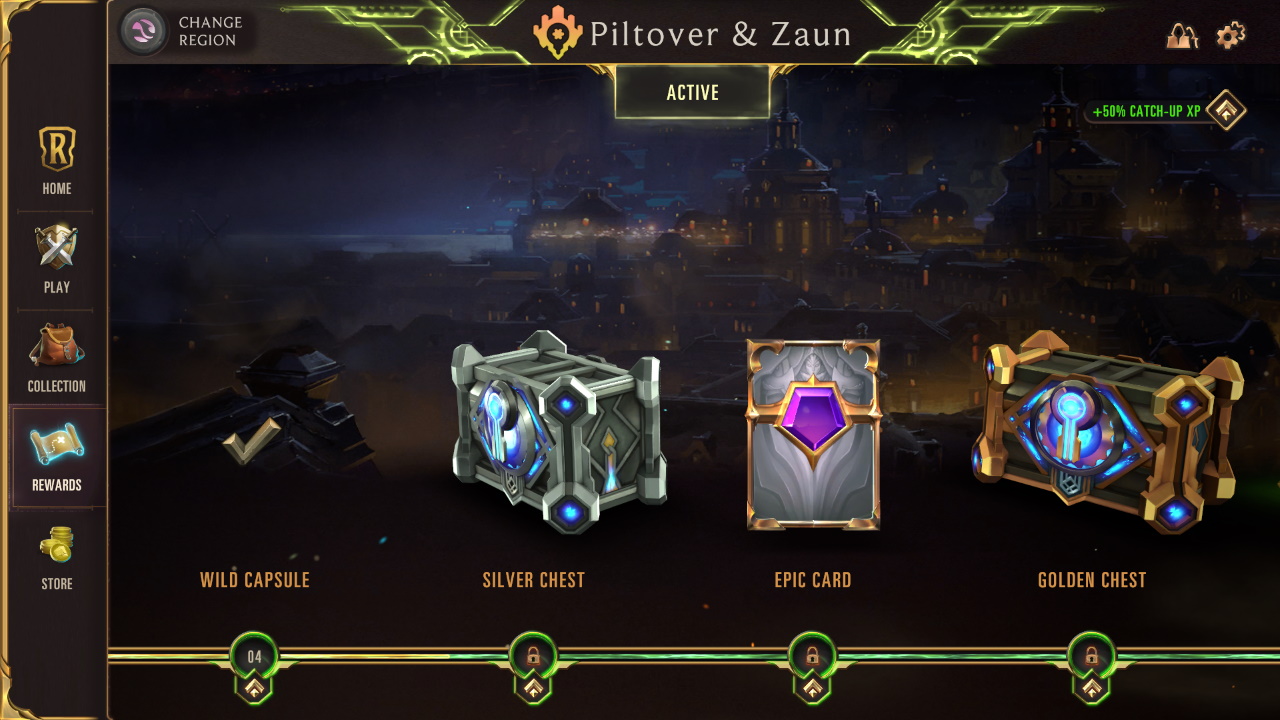 CHANGE
REGION
Piltover & Zaun
ACTIVE
+50% CATCH-UP XP
R
HOME
PLAY
COLLECTION
REWARDS
STORE
WILD CAPSULE
SILVER CHEST
EPIC CARD
GOLDEN CHEST
04